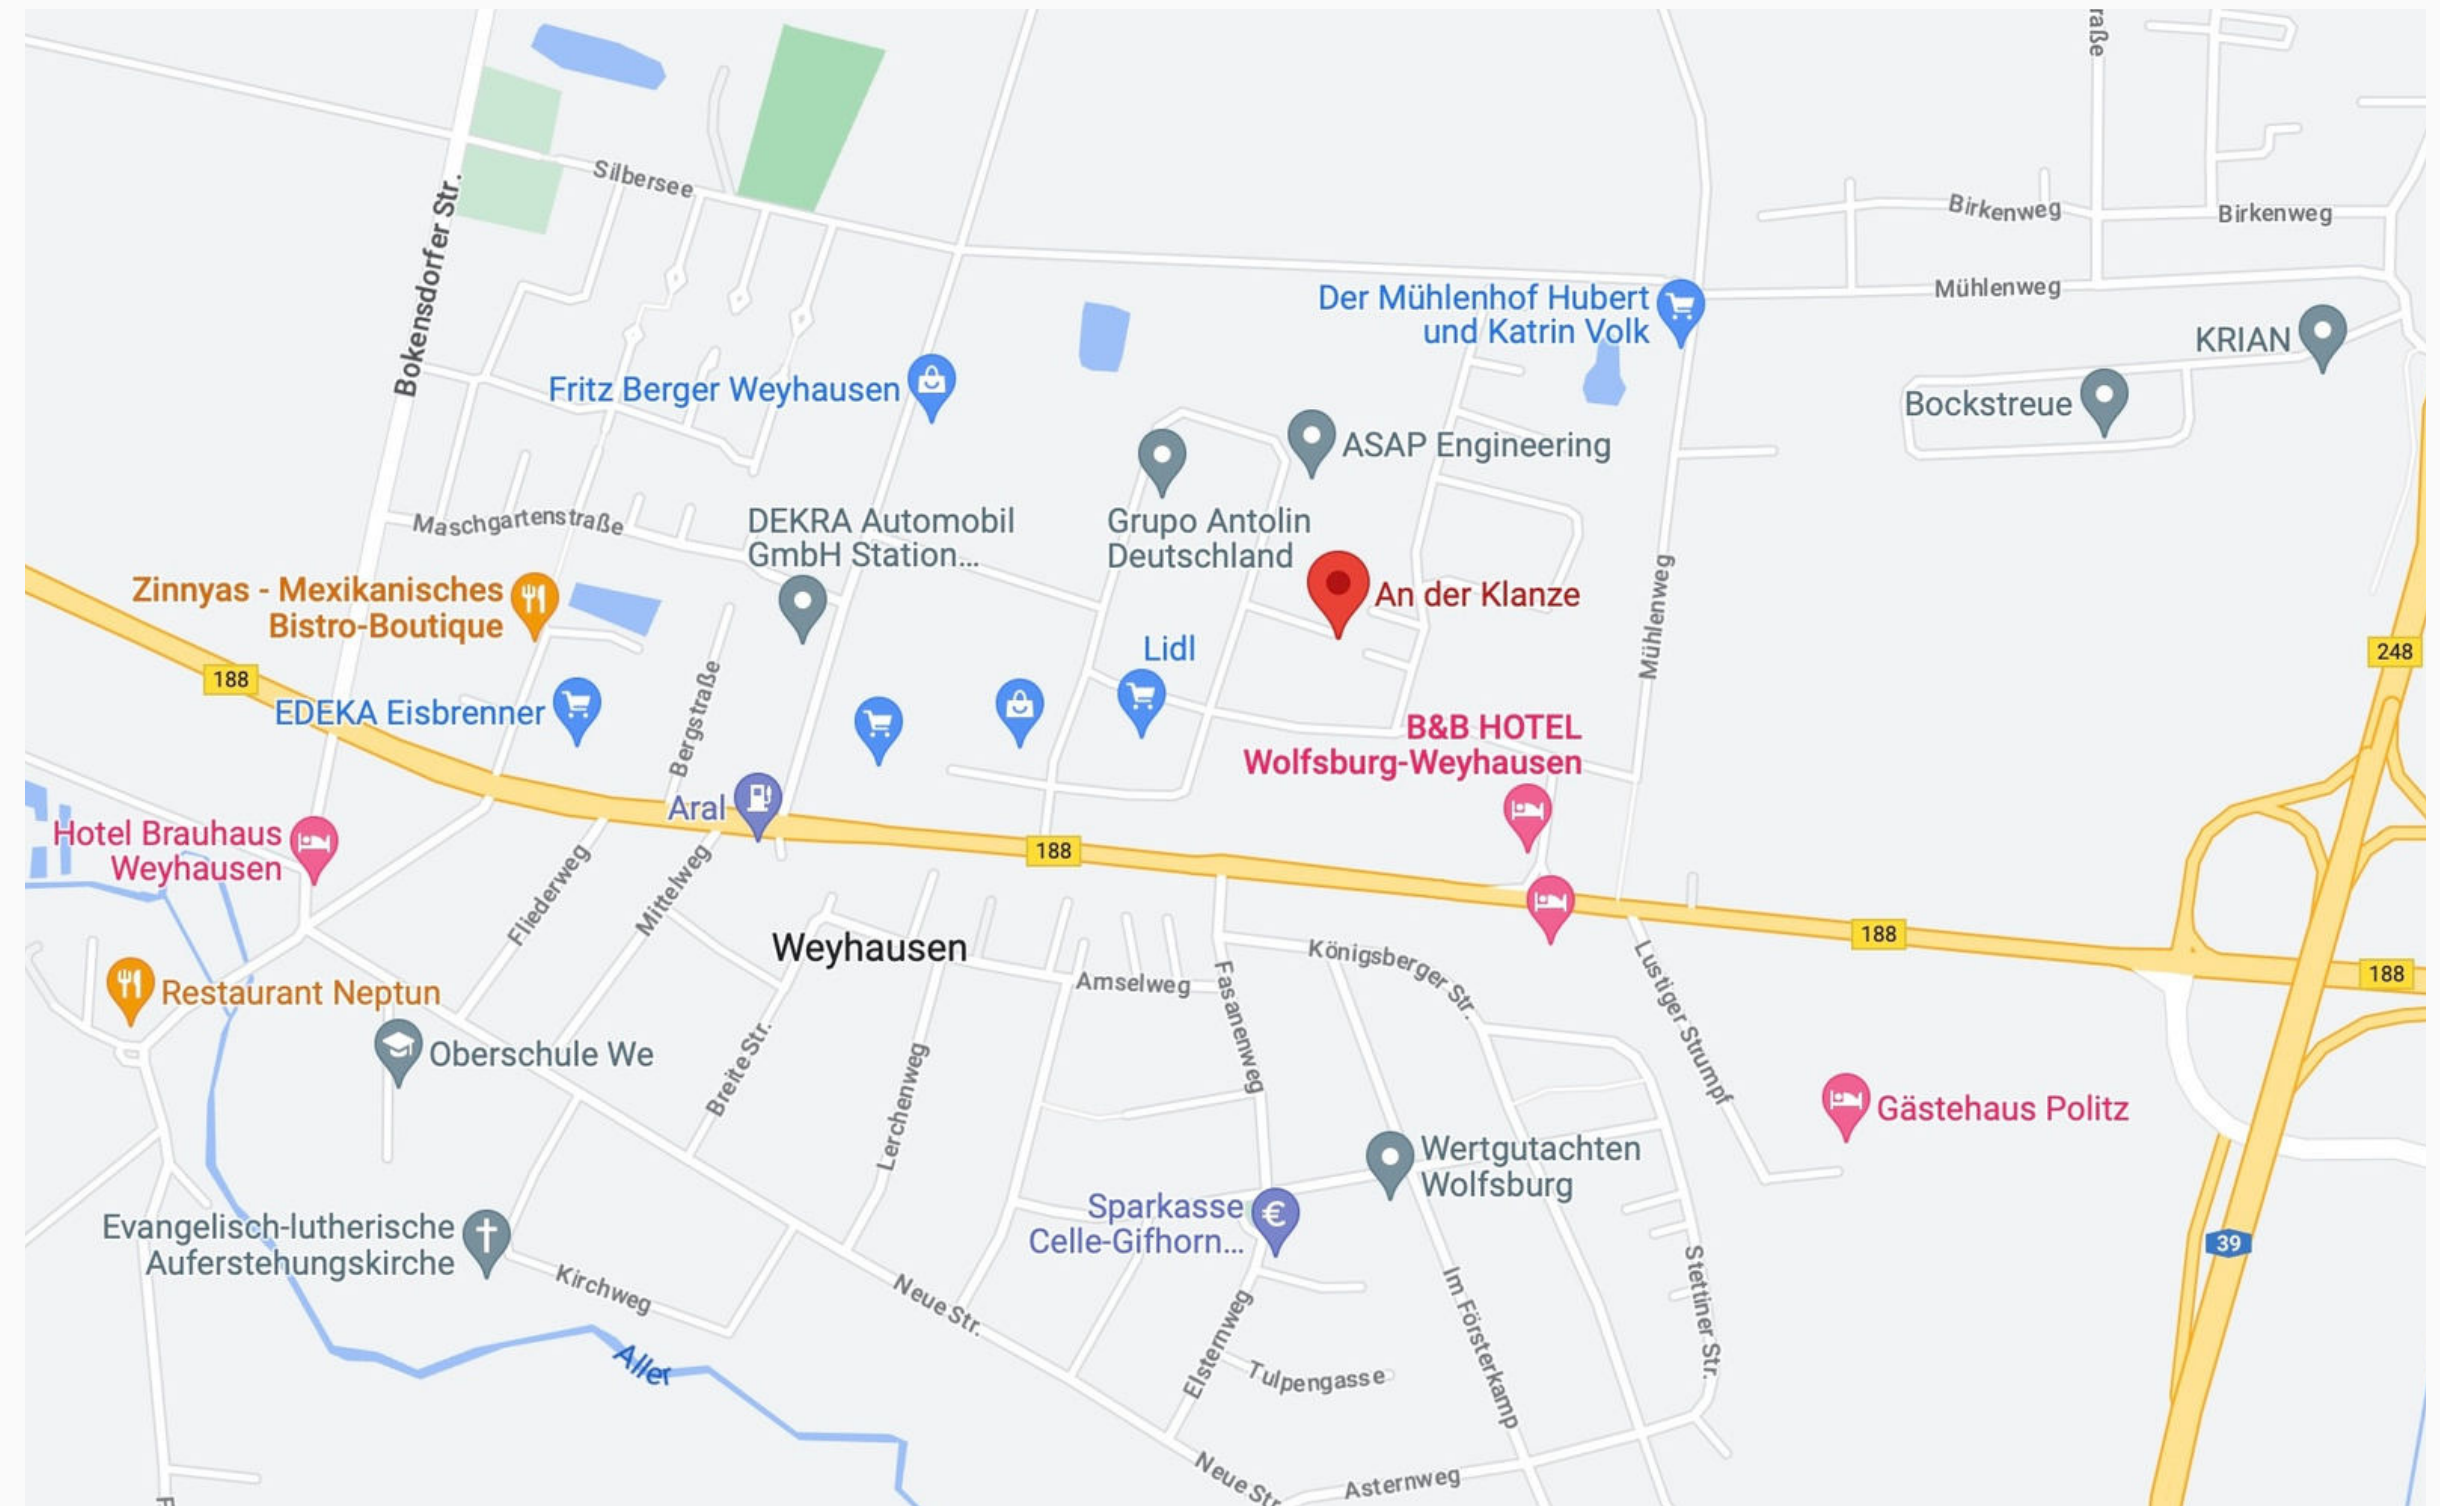 raße
Silbersee
Bokensdorfer Str.
Birkenweg
Birkenweg
Mühlenweg
Der Mühlenhof Hubert
und Katrin Volk
KRIAN
Fritz Berger Weyhausen
Bockstreue
ASAP Engineering
Maschgartenstraße
DEKRA Automobil
GmbH Station...
Grupo Antolin
Deutschland
Zinnyas - Mexikanisches
Bistro-Boutique
An der Klanze
Mühlenweg
Lidl
248
188
EDEKA Eisbrenner
Bergstraße
B&B HOTEL
Wolfsburg-Weyhausen
Aral
Hotel Brauhaus
Weyhausen
188
Fliederweg
Mittelweg
188
Weyhausen
Königsberger Str.
188
Restaurant Neptun
Amselweg
Fasanenweg
Lustiger Strumpf
Oberschule We
Breite Str.
Lerchenweg
Gästehaus Politz
Wertgutachten
Wolfsburg
Sparkasse
Celle-Gifhorn...
Evangelisch-lutherische
Auferstehungskirche
39
Kirchweg
Neue Str.
Stettiner Str.
Im Försterkamp
Elsternweg
Aller
Tulpengasse
Neue Str
Asternweg